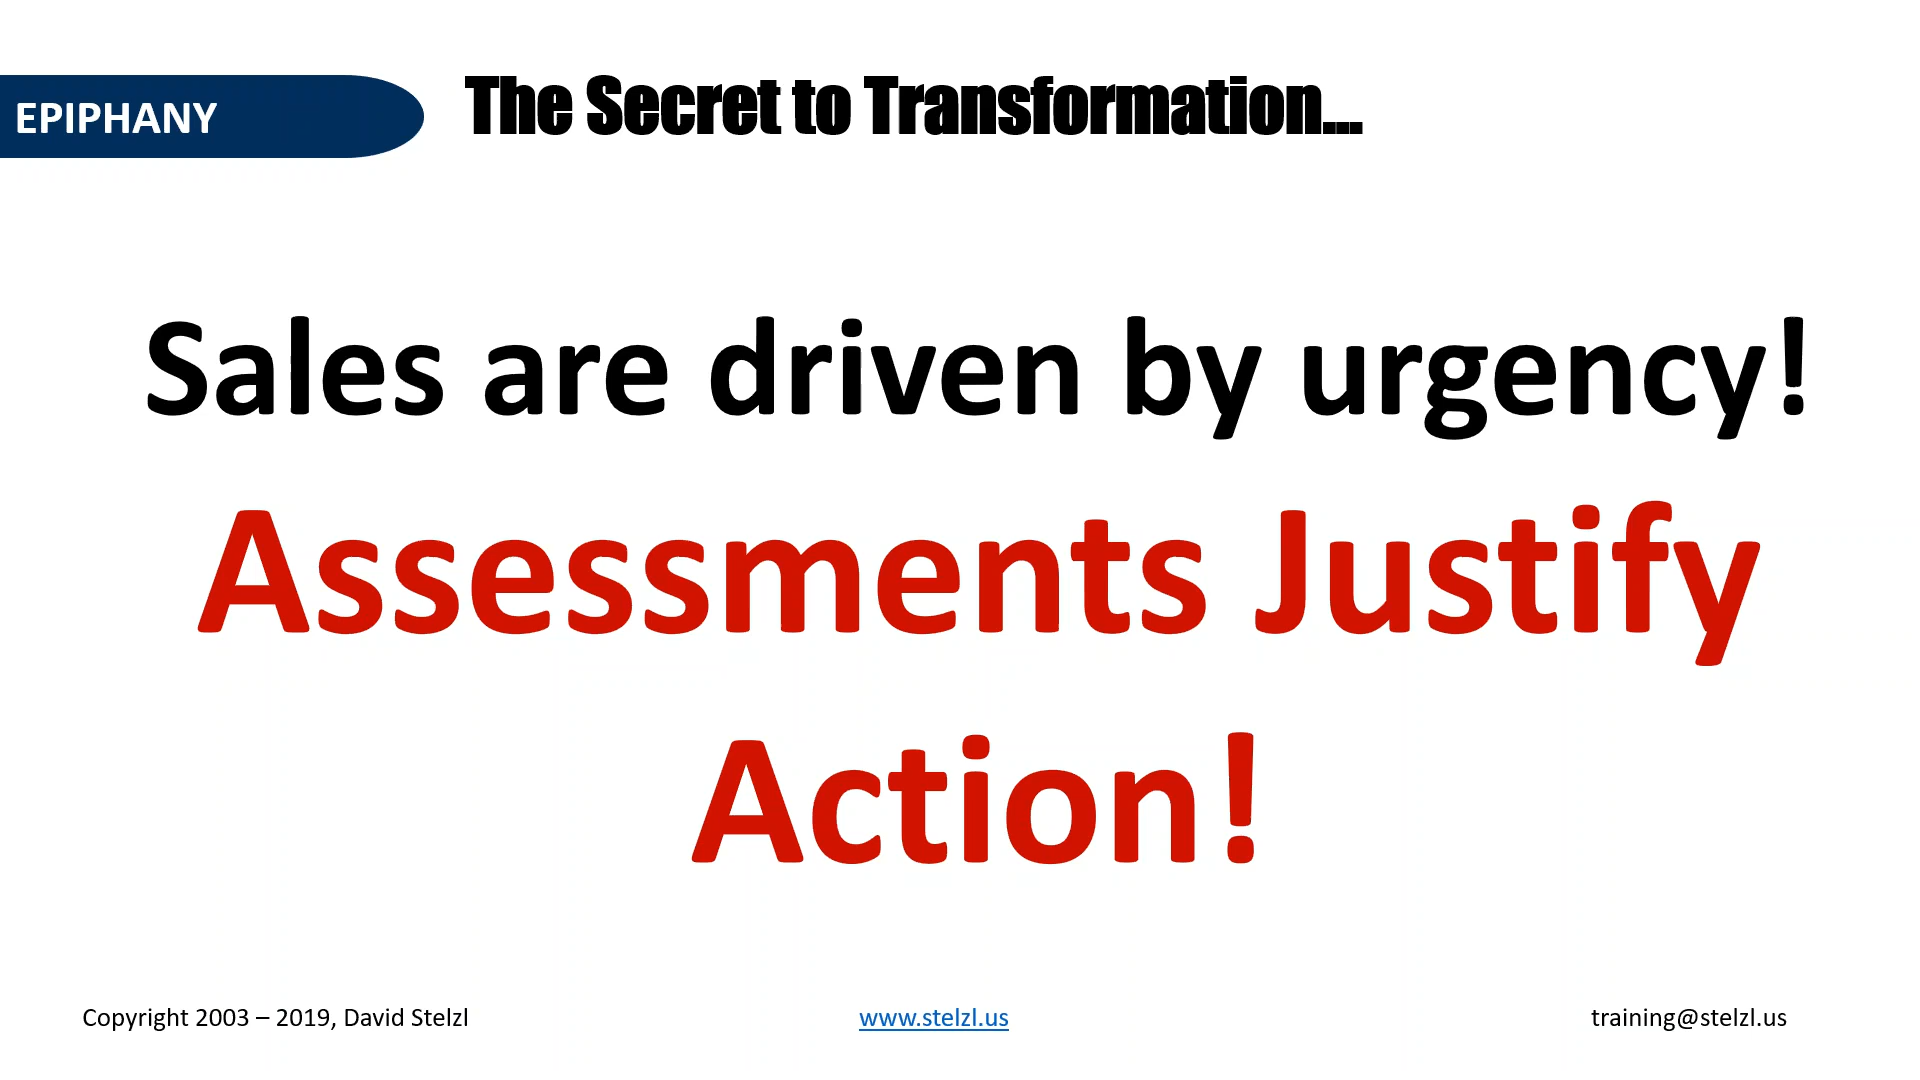 EPIPHANY
The Secret to Transformation...
Sales are driven by urgency!
Assessments Justify
Action!
Copyright 2003 – 2019, David Stelzl
www.stelzl.us
training@stelzl.us